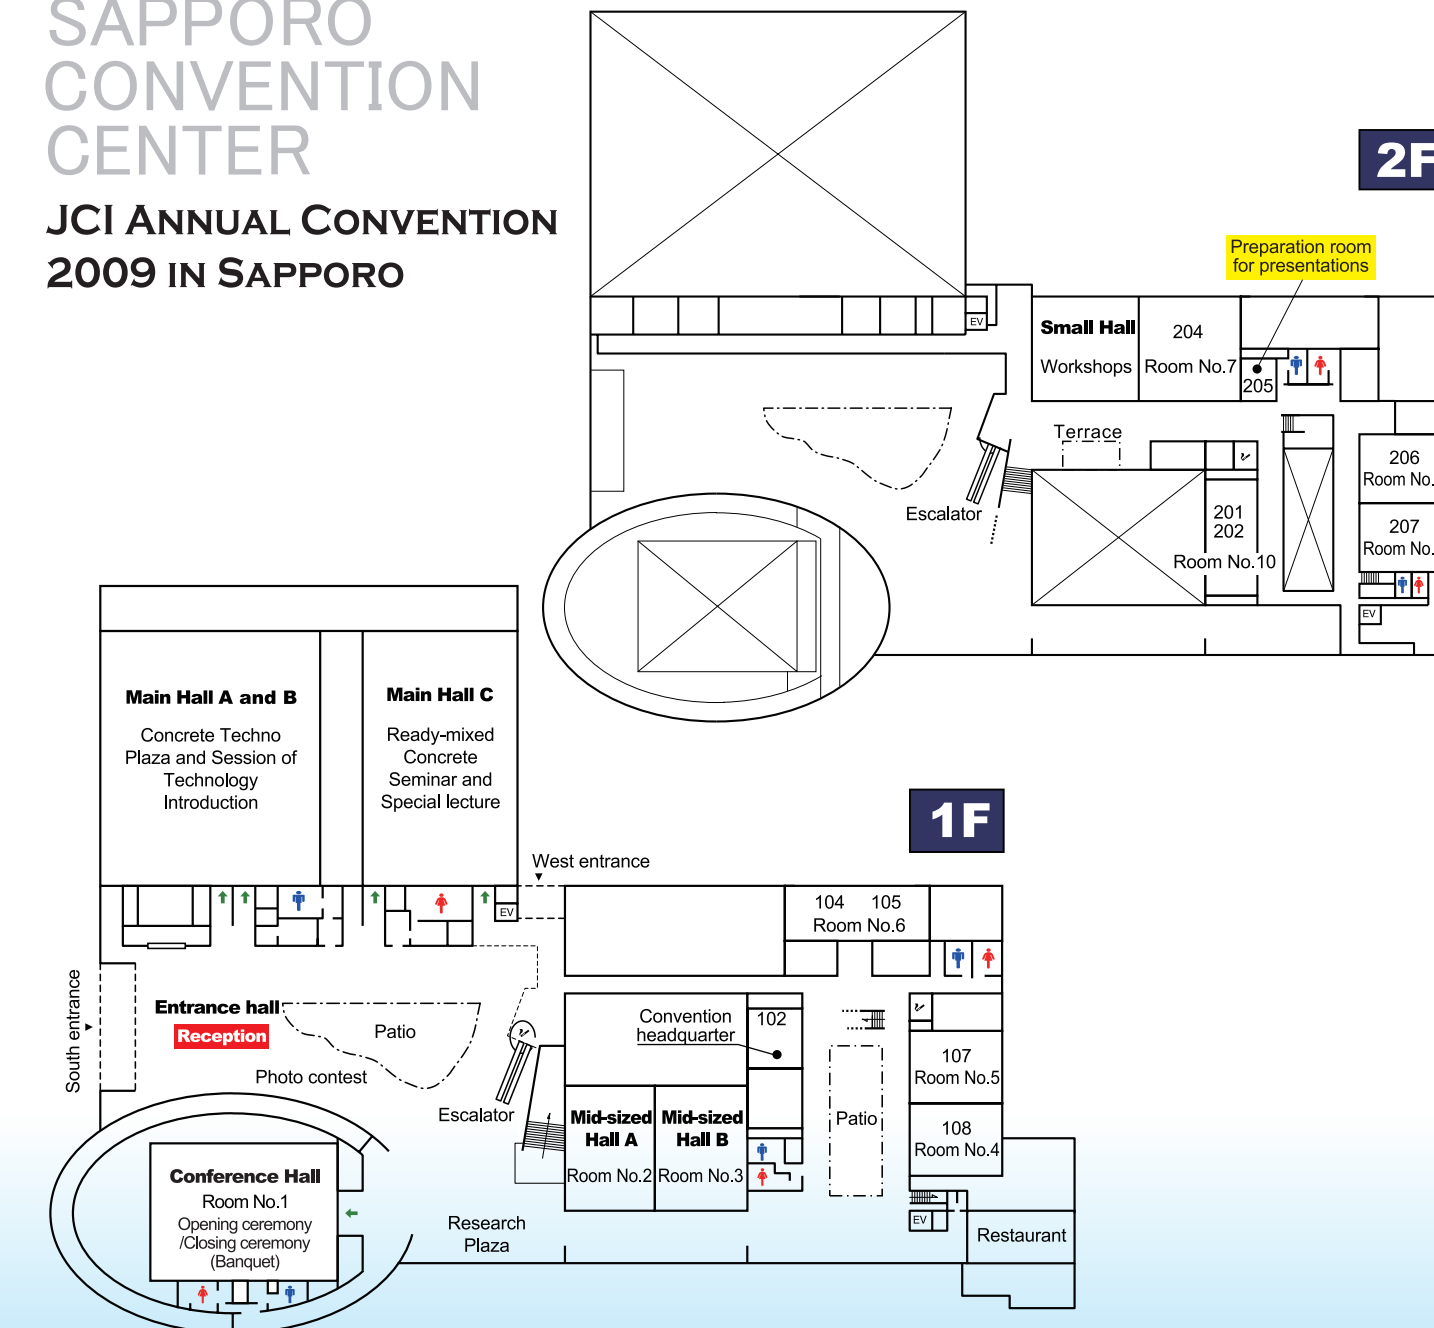 SAPPORO
CONVENTION
CENTER
JCI ANNUAL CONVENTION
2009 IN SAPPORO
2F
Preparation room
for presentations
EV
Small Hall
Workshops
204
Room No.7
205
Terrace
Escalator
201
202
Room No.10
206
Room No.
207
Room No.
EV
Main Hall A and B
Concrete Techno
Plaza and Session of
Technology
Introduction
Main Hall C
Ready-mixed
Concrete
Seminar and
Special lecture
1F
West entrance
EV
104 105
Room No.6
South entrance
Entrance hall
Reception
Patio
Photo contest
Escalator
Convention
headquarter
102
Mid-sized
Hall A
Room No.2
Mid-sized
Hall B
Room No.3
Patio
107
Room No.5
108
Room No.4
EV
Restaurant
Conference Hall
Room No.1
Opening ceremony
/Closing ceremony
(Banquet)
Research
Plaza